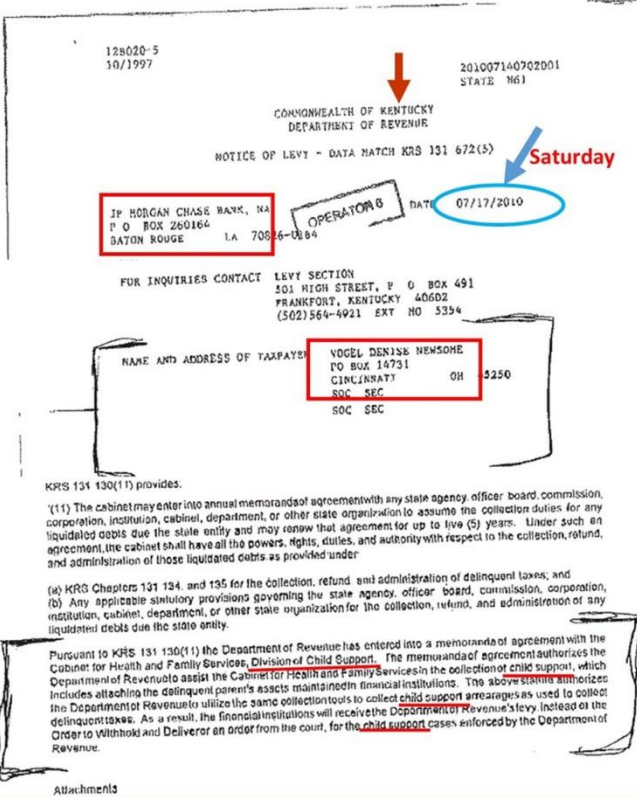 128020-5
10/1997
201007140702001
STATE M61
COMMONWEALTH OF KENTUCKY
DEPARTMENT OF REVENUE
NOTICE OF LEVY - DATA MATCH KRS 131 672(5)
Saturday
JP MORGAN CHASE BANK, NA
P O BOX 260164
BATON ROUGE LA 70826-0164
OPERATIONS
DATE 07/17/2010
FOR INQUIRIES CONTACT LEVY SECTION
501 HIGH STREET, P O BOX 491
FRANKFORT, KENTUCKY 40602
(502)564-4921 EXT NO 5354
NAME AND ADDRESS OF TAXPAYER VOGEL DENISE NEWSOME
PO BOX 14731
CINCINNATI OH 45250
SOC SEC
SOC SEC
KRS 131 130(11) provides.
"(11) The cabinet may enter into annual memoranda of agreement with any state agency. officer board, commission,
corporation, institution, cabinet, department, or other state organization to assume the collection duties for any
liquidated debts due the state entity and may renew that agreement for up to five (5) years. Under such an
agreement, the cabinet shall have all the powers, rights, duties, and authority with respect to the collection, refund,
and administration of those liquidated debts as provided under
(a) KRS Chapters 131 134, and 135 for the collection, refund and administration of delinquent taxes; and
(b) Any applicable statutory provisions governing the state agency, officer board, commission, corporation,
institution, cabinet, department, or other state organization for the collection, refund, and administration of any
liquidated debts due the state entity.
Pursuant to KRS 131 130(11) the Department of Revenue has entered into a memoranda of agreement with the
Cabinet for Health and Family Services, Division of Child Support. The memoranda of agreement authorizes the
Department of Revenue to assist the Cabinet for Health and Family Services in the collection of child support, which
includes attaching the delinquent parent's assets maintained in financial institutions. The above statute authorizes
the Department of Revenue to utilize the same collection tools to collect child support arrearages as used to collect
delinquent taxes. As a result, the financial institutions will receive the Department of Revenue's levy. instead of the
Order to Withhold and Deliver or an order from the court, for the child support cases enforced by the Department of
Revenue.
Attachments